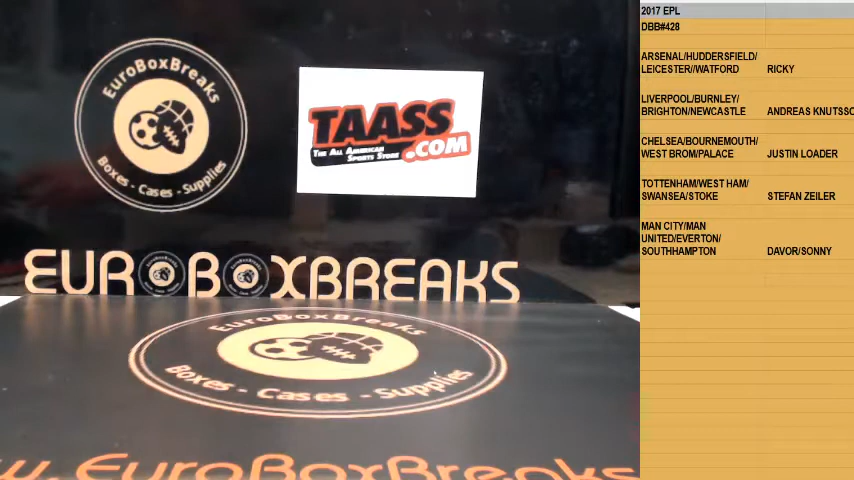 EuroBoxBreaks
Boxes - Cases - Supplies
TAASS
.COM
THE ALL AMERICAN
SPORTS STORE
EUROBOXBREAKS
EuroBoxBreaks
Boxes - Cases - Supplies
w.EuroBoxBreaks
2017 EPL
DBB#428
ARSENAL/HUDDERSFIELD/
LEICESTER//WATFORD RICKY
LIVERPOOL/BURNLEY/
BRIGHTON/NEWCASTLE ANDREAS KNUTSSO
CHELSEA/BOURNEMOUTH/
WEST BROM/PALACE JUSTIN LOADER
TOTTENHAM/WEST HAM/
SWANSEA/STOKE STEFAN ZEILER
MAN CITY/MAN
UNITED/EVERTON/
SOUTHHAMPTON DAVOR/SONNY